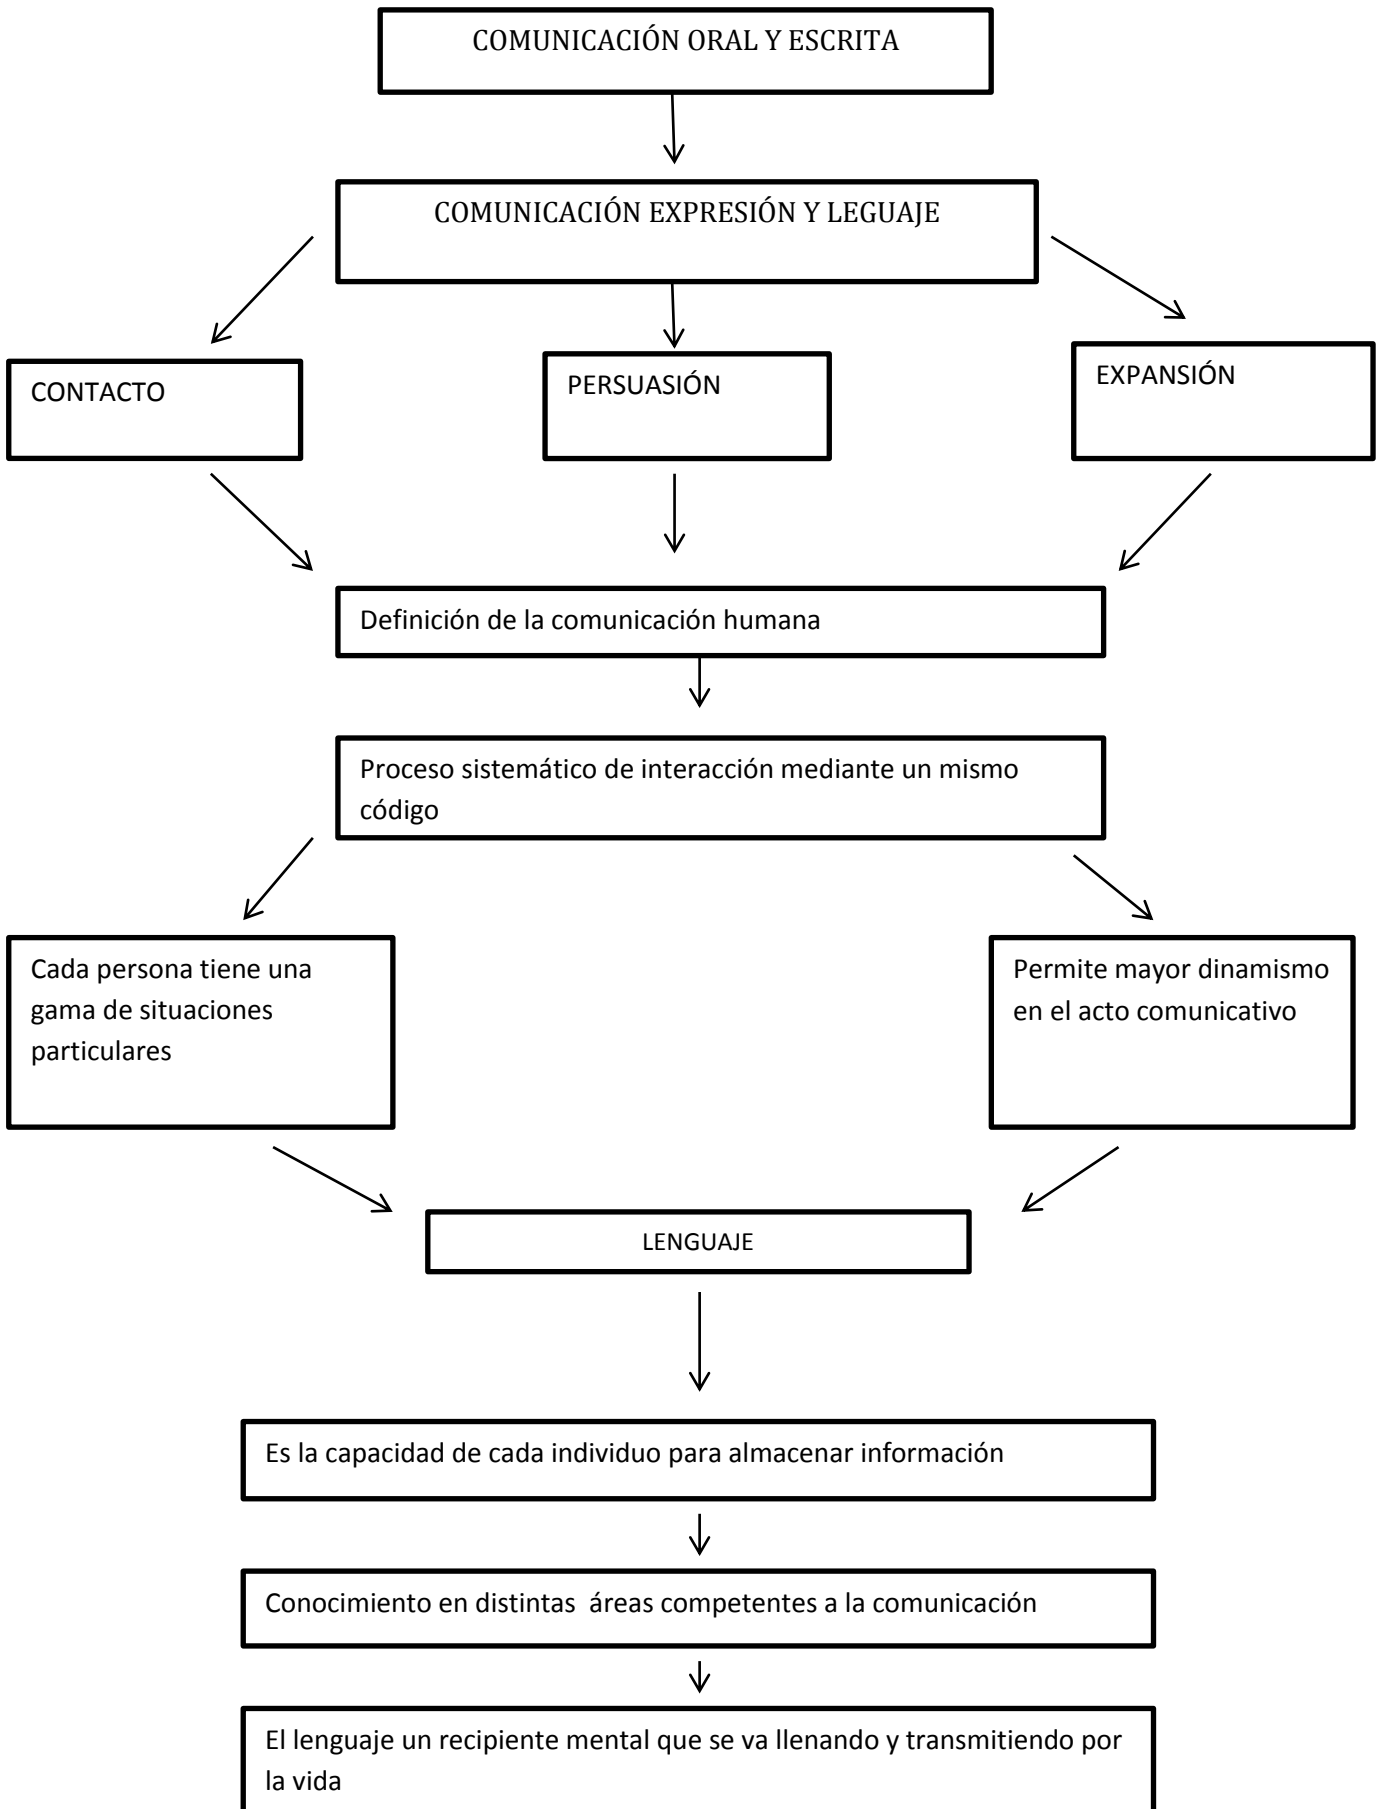 COMUNICACIÓN ORAL Y ESCRITA
COMUNICACIÓN EXPRESIÓN Y LEGUAJE
CONTACTO
PERSUASIÓN
EXPANSIÓN
Definición de la comunicación humana
Proceso sistemático de interacción mediante un mismo
código
Cada persona tiene una
gama de situaciones
particulares
Permite mayor dinamismo
en el acto comunicativo
LENGUAJE
Es la capacidad de cada individuo para almacenar información
Conocimiento en distintas  áreas competentes a la comunicación
El lenguaje un recipiente mental que se va llenando y transmitiendo por
la vida